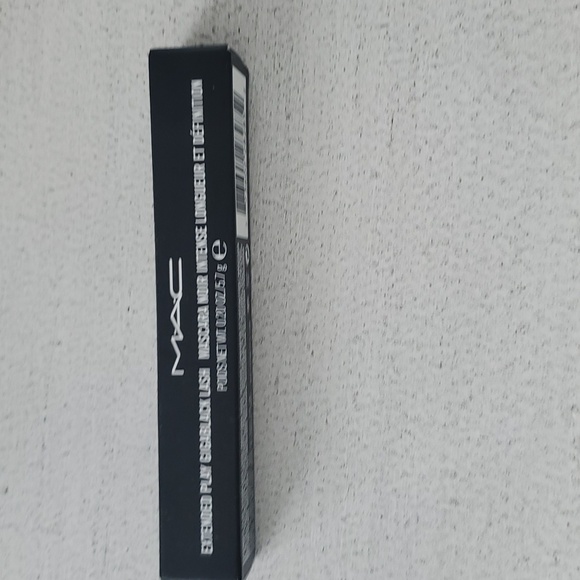 MAC
EXTENDED PLAY GIGABLACK LASH MASCARA NOIR INTENSE LONGUEUR ET DÉFINITION
POIDS/NET WT 0.20 OZ/5.7 g ℮